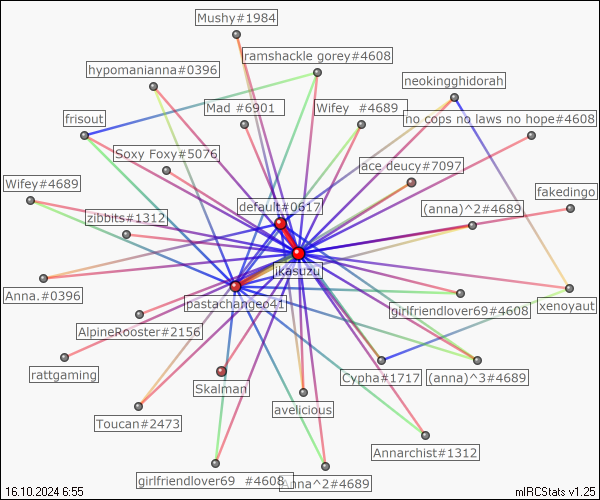 Mushy#1984
ramshackle gorey#4608
hypomanianna#0396
neokingghidorah
Mad #6901
Wifey #4689
no cops no laws no hope#4608
frisout
Soxy Foxy#5076
ace deucy#7097
Wifey#4689
fakedingo
default#0617
(anna)^2#4689
zibbits#1312
ikasuzu
Anna.#0396
pastachangeo41
girlfriendlover69#4608
xenoyaut
AlpineRooster#2156
rattgaming
Cypha#1717
(anna)^3#4689
Skalman
avelicious
Toucan#2473
Annarchist#1312
girlfriendlover69 #4608
Anna^2#4689
16.10.2024 6:55
mIRCStats v1.25